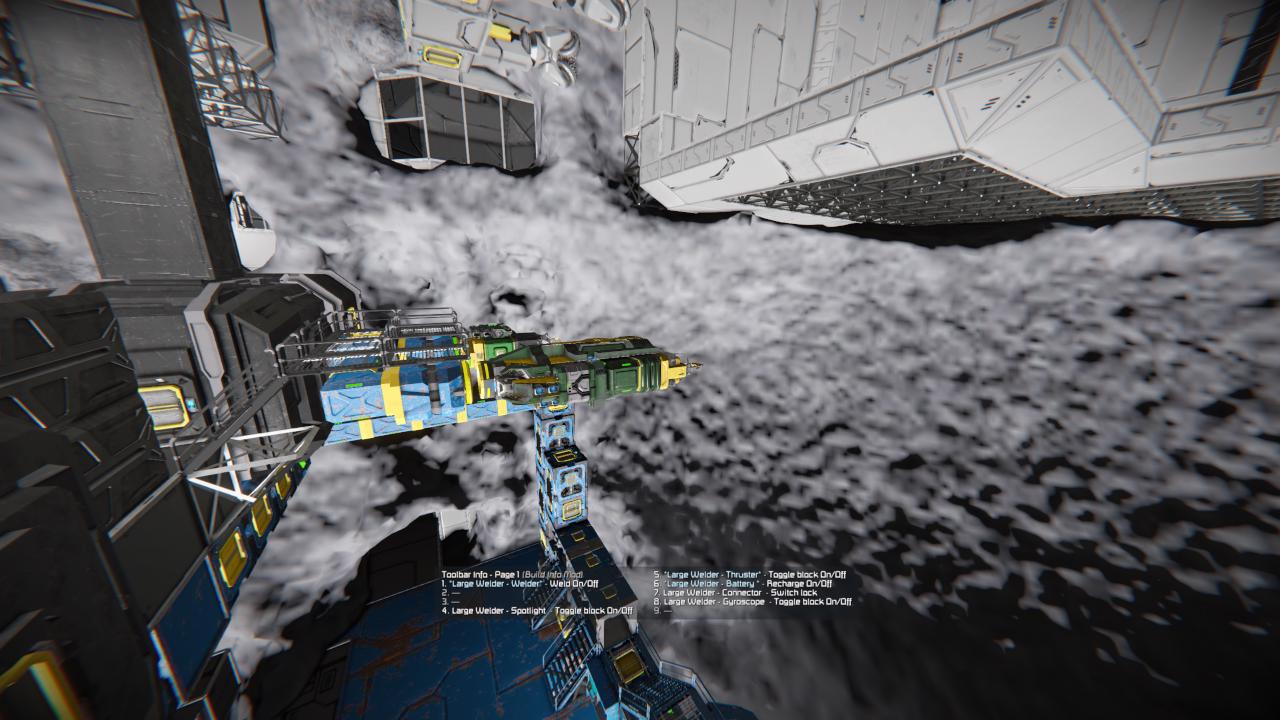 Toolbar Info - Page 1 (Build Info Mod)
1. "Large Welder - Welder" - Weld On/Off
2. —
3. —
4. Large Welder - Spotlight - Toggle block On/Off
5. "Large Welder - Thruster" - Toggle block On/Off
6. "Large Welder - Battery " - Recharge On/Off
7. Large Welder - Connector - Switch lock
8. Large Welder - Gyroscope - Toggle block On/Off
9. —